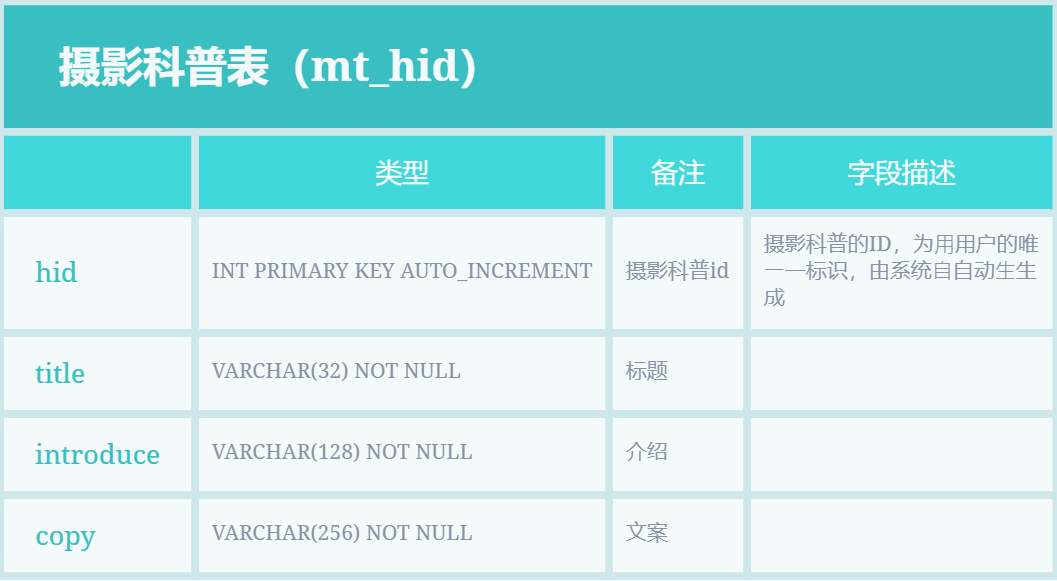 摄影科普表（mt_hid）
类型 备注 字段描述
hid INT PRIMARY KEY AUTO_INCREMENT 摄影科普id 摄影科普的ID，为用用户的唯
一一标识，由系统自自动生生
成
title VARCHAR(32) NOT NULL 标题
introduce VARCHAR(128) NOT NULL 介绍
copy VARCHAR(256) NOT NULL 文案